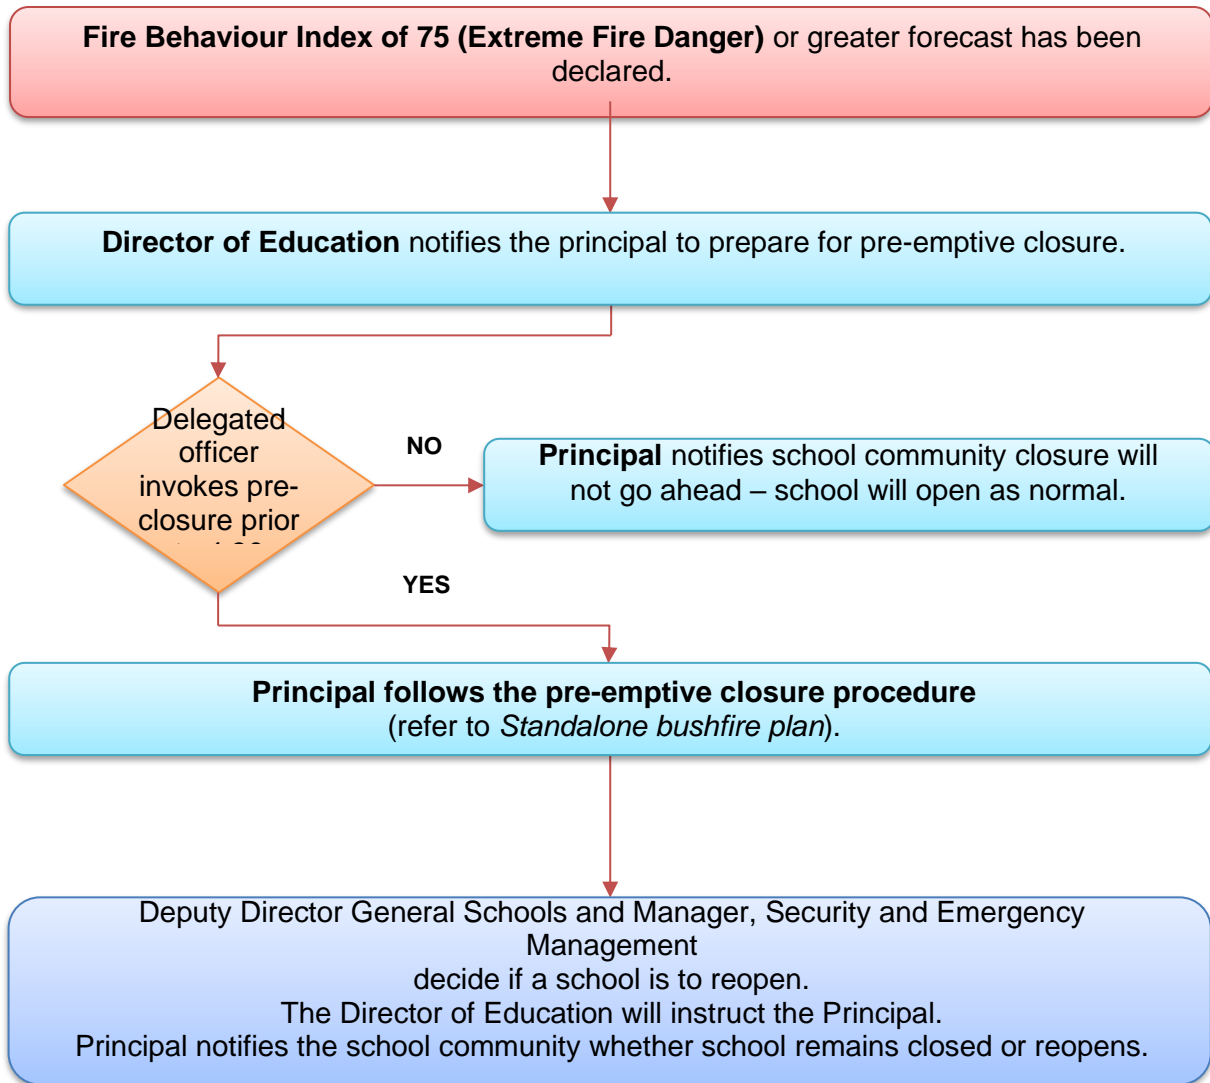 Fire Behaviour Index of 75 (Extreme Fire Danger) or greater forecast has been
declared.
Director of Education notifies the principal to prepare for pre-emptive closure.
Delegated
officer
invokes pre-
closure prior
NO
Principal notifies school community closure will
not go ahead – school will open as normal.
YES
Principal follows the pre-emptive closure procedure
(refer to Standalone bushfire plan).
Deputy Director General Schools and Manager, Security and Emergency
Management
decide if a school is to reopen.
The Director of Education will instruct the Principal.
Principal notifies the school community whether school remains closed or reopens.